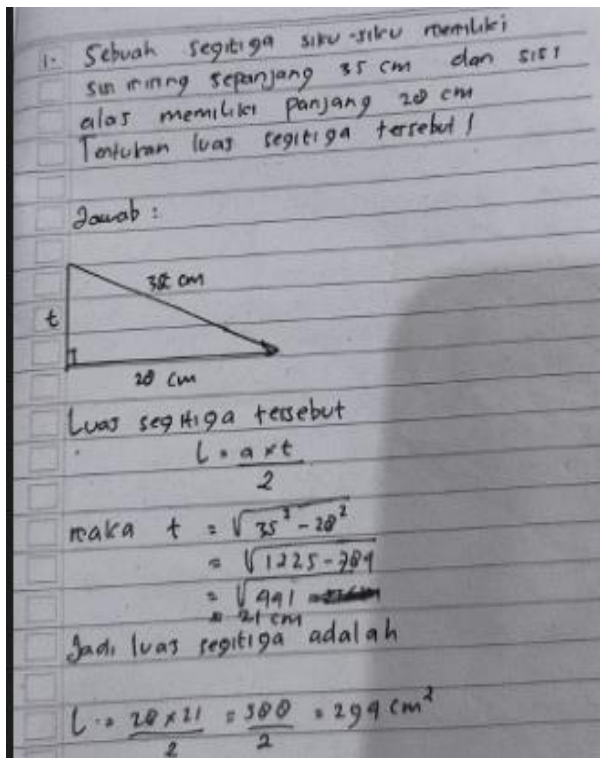 1. Sebuah segitiga siku-siku memiliki
sisi miring sepanjang 35 cm dan sisi
alas memiliki panjang 28 cm
Tentukan luas segitiga tersebut!
Jawab :
35 cm
t
28 cm
Luas segitiga tersebut
L = a x t
2
maka t = √35² - 28²
= √1225 - 784
= √441
= 21 cm
Jadi luas segitiga adalah
L = 28 x 21 = 588 = 294 cm²
2 2